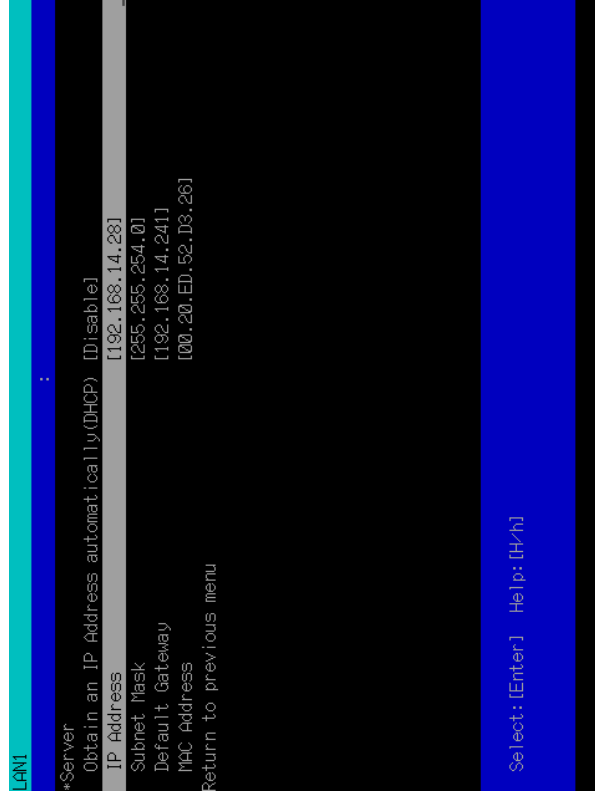 LAN1
:
*Server
Obtain an IP Address automatically(DHCP) [Disable]
IP Address [192.168.14.28]
Subnet Mask [255.255.254.0]
Default Gateway [192.168.14.241]
MAC Address [00.20.ED.52.D3.26]
Return to previous menu
Select:[Enter] Help:[H/h]